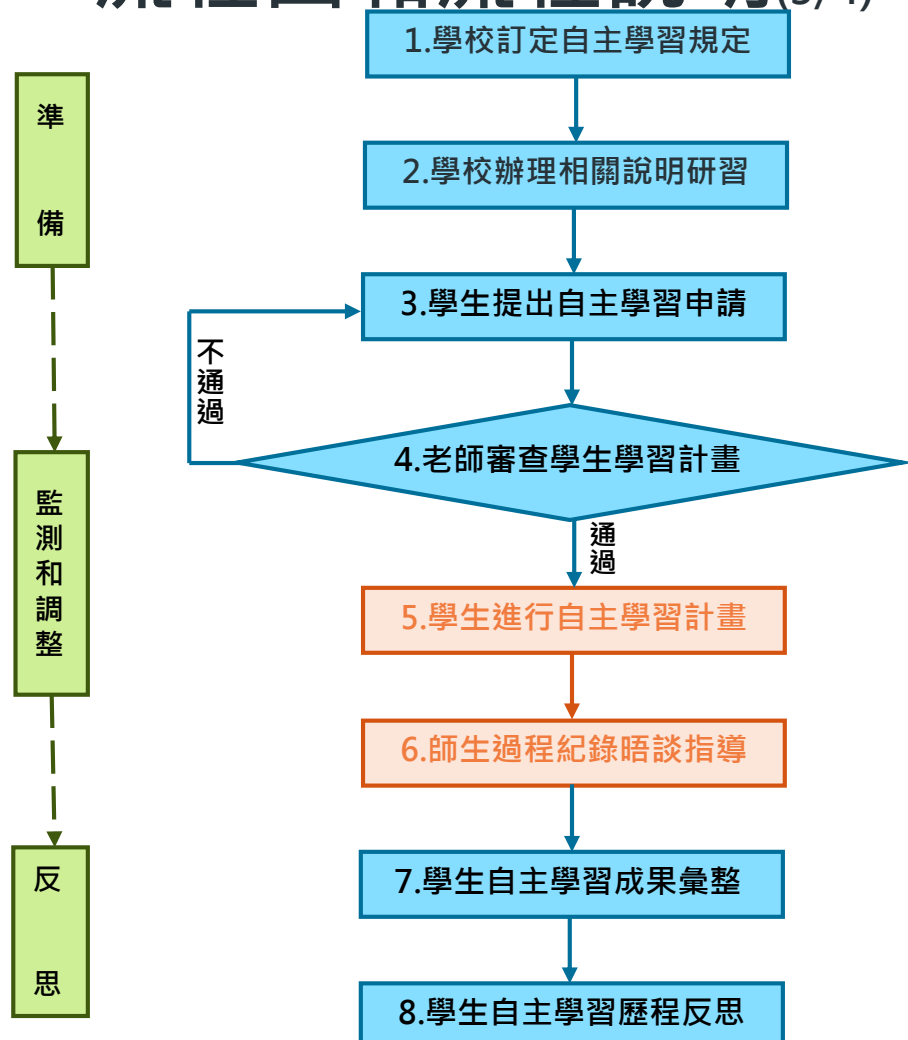 (3/4)
1.學校訂定自主學習規定
準備
2.學校辦理相關說明研習
3.學生提出自主學習申請
不通過
4.老師審查學生學習計畫
監測和調整
通過
5.學生進行自主學習計畫
6.師生過程紀錄晤談指導
反思
7.學生自主學習成果彙整
8.學生自主學習歷程反思